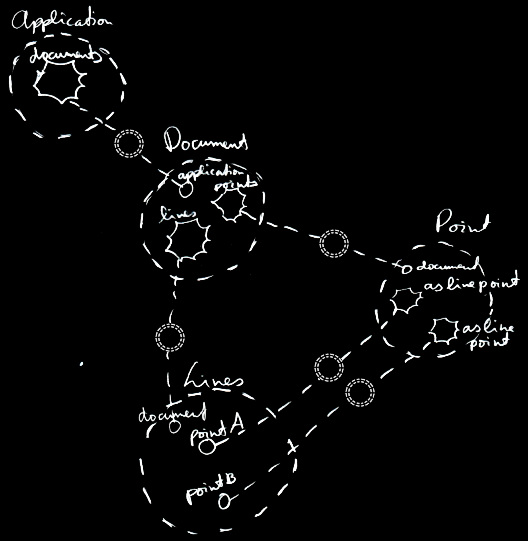 Application
documents
Document
application
points
lines
Point
document
as line point
as line
point
Lines
document
point A
point B